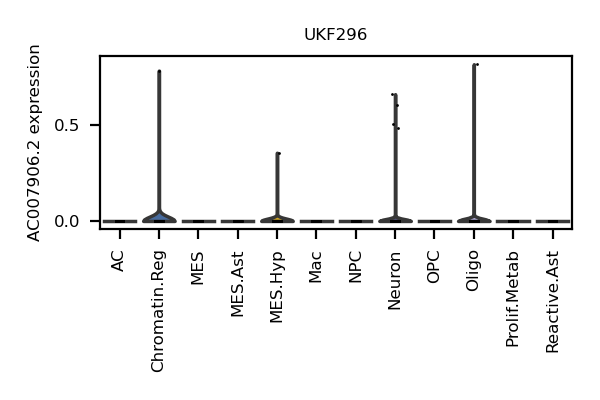 UKF296
AC007906.2 expression
0.5
0.0
AC
Chromatin.Reg
MES
MES.Ast
MES.Hyp
Mac
NPC
Neuron
OPC
Oligo
Prolif.Metab
Reactive.Ast